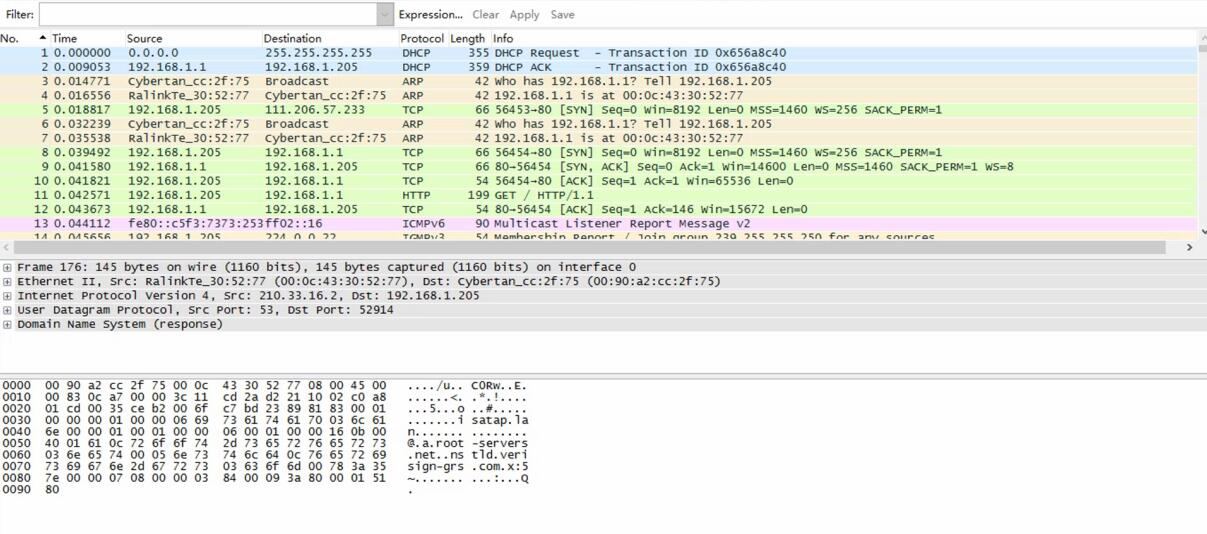 Filter: Expression... Clear Apply Save
No. Time Source Destination Protocol Length Info
1 0.000000 0.0.0.0 255.255.255.255 DHCP 355 DHCP Request - Transaction ID 0x656a8c40
2 0.009053 192.168.1.1 192.168.1.205 DHCP 359 DHCP ACK - Transaction ID 0x656a8c40
3 0.014771 Cybertan_cc:2f:75 Broadcast ARP 42 Who has 192.168.1.1? Tell 192.168.1.205
4 0.016556 RalinkTe_30:52:77 Cybertan_cc:2f:75 ARP 42 192.168.1.1 is at 00:0c:43:30:52:77
5 0.018817 192.168.1.205 111.206.57.233 TCP 66 56453→80 [SYN] Seq=0 Win=8192 Len=0 MSS=1460 WS=256 SACK_PERM=1
6 0.032239 Cybertan_cc:2f:75 Broadcast ARP 42 Who has 192.168.1.1? Tell 192.168.1.205
7 0.035538 RalinkTe_30:52:77 Cybertan_cc:2f:75 ARP 42 192.168.1.1 is at 00:0c:43:30:52:77
8 0.039492 192.168.1.205 192.168.1.1 TCP 66 56454→80 [SYN] Seq=0 Win=8192 Len=0 MSS=1460 WS=256 SACK_PERM=1
9 0.041580 192.168.1.1 192.168.1.205 TCP 66 80→56454 [SYN, ACK] Seq=0 Ack=1 Win=14600 Len=0 MSS=1460 SACK_PERM=1 WS=8
10 0.041821 192.168.1.205 192.168.1.1 TCP 54 56454→80 [ACK] Seq=1 Ack=1 Win=65536 Len=0
11 0.042571 192.168.1.205 192.168.1.1 HTTP 199 GET / HTTP/1.1
12 0.043673 192.168.1.1 192.168.1.205 TCP 54 80→56454 [ACK] Seq=1 Ack=146 Win=15672 Len=0
13 0.044112 fe80::c5f3:7373:253 ff02::16 ICMPv6 90 Multicast Listener Report Message v2
14 0.045656 192.168.1.205 224.0.0.22 IGMPv3 54 Membership Report / Join group 239.255.255.250 for any sources
Frame 176: 145 bytes on wire (1160 bits), 145 bytes captured (1160 bits) on interface 0
Ethernet II, Src: RalinkTe_30:52:77 (00:0c:43:30:52:77), Dst: Cybertan_cc:2f:75 (00:90:a2:cc:2f:75)
Internet Protocol Version 4, Src: 210.33.16.2, Dst: 192.168.1.205
User Datagram Protocol, Src Port: 53, Dst Port: 52914
Domain Name System (response)
0000 00 90 a2 cc 2f 75 00 0c 43 30 52 77 08 00 45 00 ..../u.. C0Rw..E.
0010 00 83 0c a7 00 00 3c 11 cd 2a d2 21 10 02 c0 a8 ......<. .*.!....
0020 01 cd 00 35 ce b2 00 6f c7 bd 23 89 81 83 00 01 ...5...o ..#.....
0030 00 00 00 01 00 00 06 69 73 61 74 61 70 03 6c 61 .......i satap.la
0040 6e 00 00 01 00 01 00 00 06 00 01 00 00 16 0b 00 n....... ........
0050 40 01 61 0c 72 6f 6f 74 2d 73 65 72 76 65 72 73 @.a.root -servers
0060 03 6e 65 74 00 05 6e 73 74 6c 64 0c 76 65 72 69 .net..ns tld.veri
0070 73 69 67 6e 2d 67 72 73 03 63 6f 6d 00 78 3a 35 sign-grs .com.x:5
0080 7e 00 00 07 08 00 00 03 84 00 09 3a 80 00 01 51 ~....... ...:...Q
0090 80 .